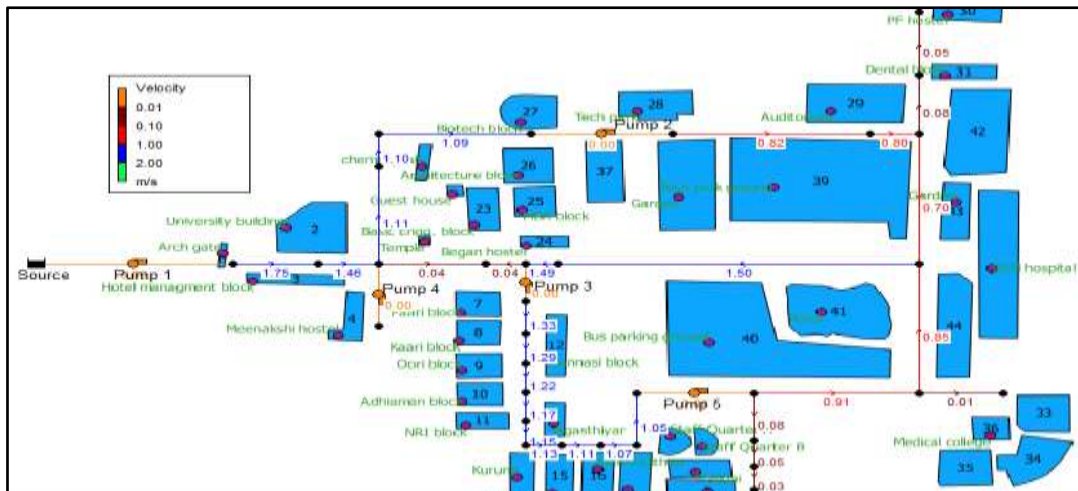 30
PF hostel
0.05
Velocity
0.01
0.10
1.00
2.00
m/s
Dental block
31
0.08
27
28
29
Tech park
Pump 2
Auditorium
42
Biotech block
1.09
0.00
0.82
0.80
1.10
26
37
Architecture block
39
Guest house
Garden
43
0.70
23
25
University building
2
1.11
Basic Engg. block
24
Temple
Began hostel
Arch gate
Source
Pump 1
1.75
1.46
0.04
0.04
1.49
1.50
Hotel managment block
3
Pump 4
0.00
Pump 3
0.00
7
Paari block
4
Meenakshi hostel
8
Kaari block
1.33
12
41
44
Bus parking
40
0.85
9
Oori block
1.29
10
Adhiaman block
1.22
Pump 5
0.91
0.01
11
NRI block
1.17
1.15
1.05
Staff Quarter
Staff Quarter B
0.08
33
36
Medical college
1.13
1.11
1.07
0.05
35
34
15
16
0.03